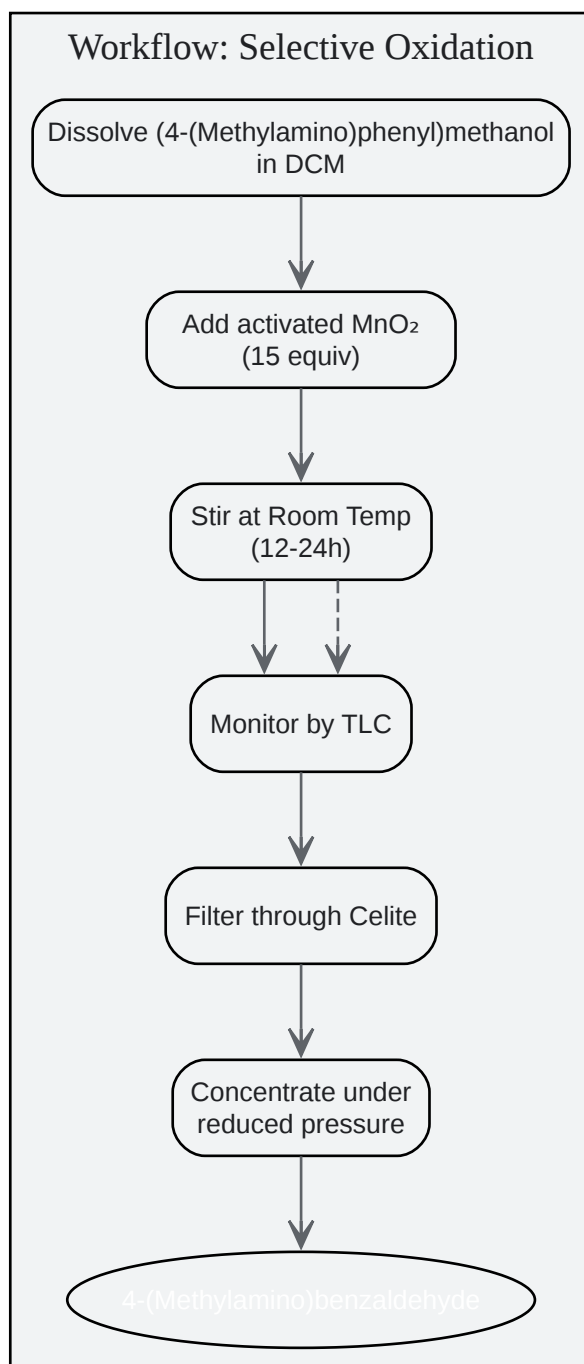 Workflow: Selective Oxidation
Dissolve (4-(Methylamino)phenyl)methanol
in DCM
Add activated MnO₂
(15 equiv)
Stir at Room Temp
(12-24h)
Monitor by TLC
Filter through Celite
Concentrate under
reduced pressure
4-(Methylamino)benzaldehyde